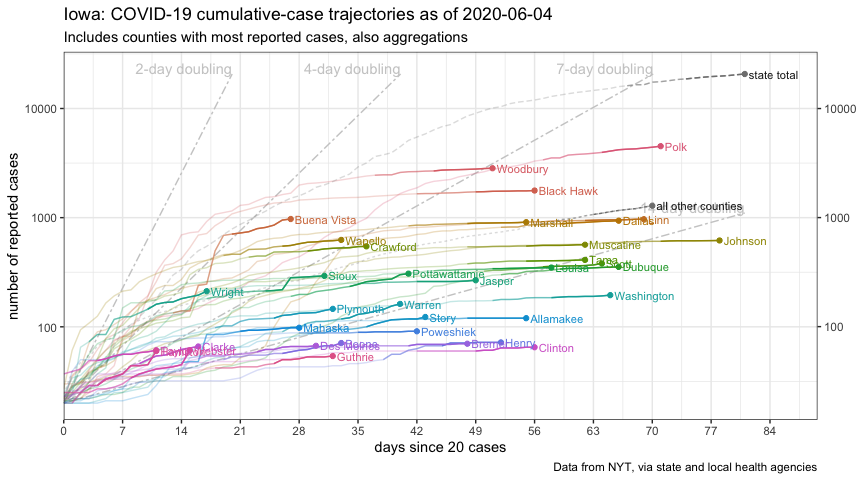 Iowa: COVID-19 cumulative-case trajectories as of 2020-06-04
Includes counties with most reported cases, also aggregations
2-day doubling
4-day doubling
7-day doubling
state total
10000
10000
Polk
Woodbury
Black Hawk
all other counties
doubling
1000
1000
Buena Vista
Marshall
Linn
Wapello
Crawford
Muscatine
Johnson
Tama
Dubuque
Sioux
Pottawattamie
Louisa
Jasper
Wright
Washington
Plymouth
Warren
Story
Allamakee
100
100
Mahaska
Poweshiek
Clarke
Des Moines
Henry
Clinton
Guthrie
number of reported cases
0
7
14
21
28
35
42
49
56
63
70
77
84
days since 20 cases
Data from NYT, via state and local health agencies